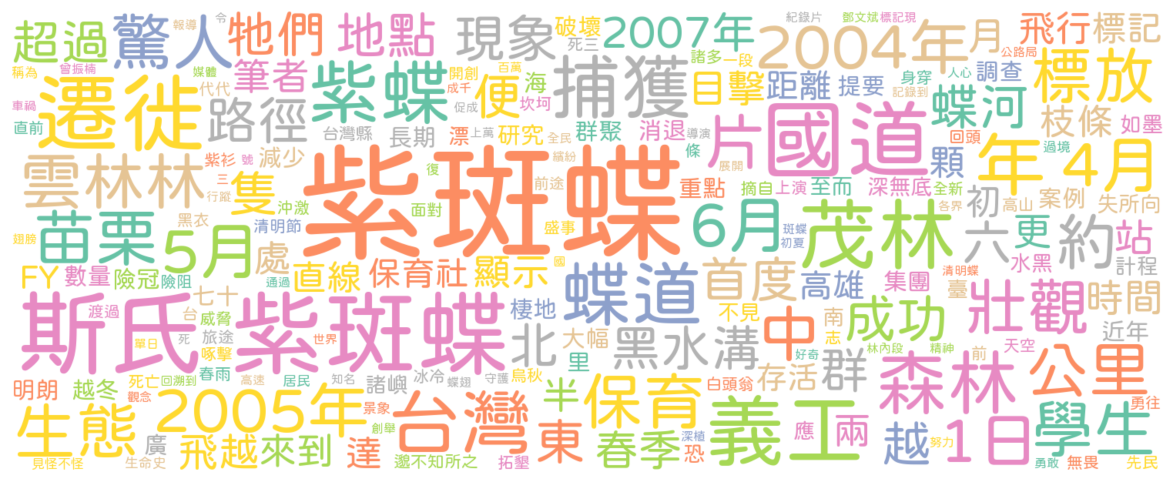 超過 驚人 牠們 地點 現象 破壞 死三 2007年 紀錄片 2004年 鄧文斌 標記現 月 飛行 標記
報導 令 稱為 曾振楠 筆者 媒體 代代 紫蝶 開創 成千 百萬 便 海 坎坷 捕獲 諸多 一段 目擊 距離 提要 身穿 記錄到 人心 公路局 調查 標放
車禍 直前 遷徙 路徑 台灣縣 長期 促成 漂 上萬 研究 全民 群聚 消退 導演 片 國道 蝶河 回頭 過境 枝條 如墨
雲林林 紫衫 號 減少 三 行蹤 隻 復 紫斑蝶 前途 繽紛 條 展開 重點 摘自 上演 至而 顆 深無底 全新 各界 年 4月 高山 案例 失所向
翅膀 苗栗 黑衣 5月 處 清明節 沖激 面對 盛事 國 6月 斑蝶 初夏 茂林 初 六 更 約 站
FY 數量 險冠 險阻 通過 直線 保育社 顯示 蝶道 首度 高雄 集團 清明蝶 臺 水黑 計程
渡過 斯氏紫斑蝶 七十 台 威脅 旅途 死 單日 啄擊 世界 棲地 北 大幅 里 黑水溝 不見 中 好奇 南 志 成功 林內段 精神 前 壯觀 天空 時間 近年
明朗 越冬 死亡 回溯到 觀念 春雨 高速 居民 知名 諸嶼 冰冷 蝶翅 守護 烏秋 半 保育 白頭翁 存活 群 森林 公里 勇往
生態 2005年 景象 創舉 台灣 東 義工 應 兩 越 努力 1日 學生
見怪不怪 廣 生命史 飛越 來到 達 邈不知所之 拓墾 春季 深植 恐 勇敢 無畏 先民